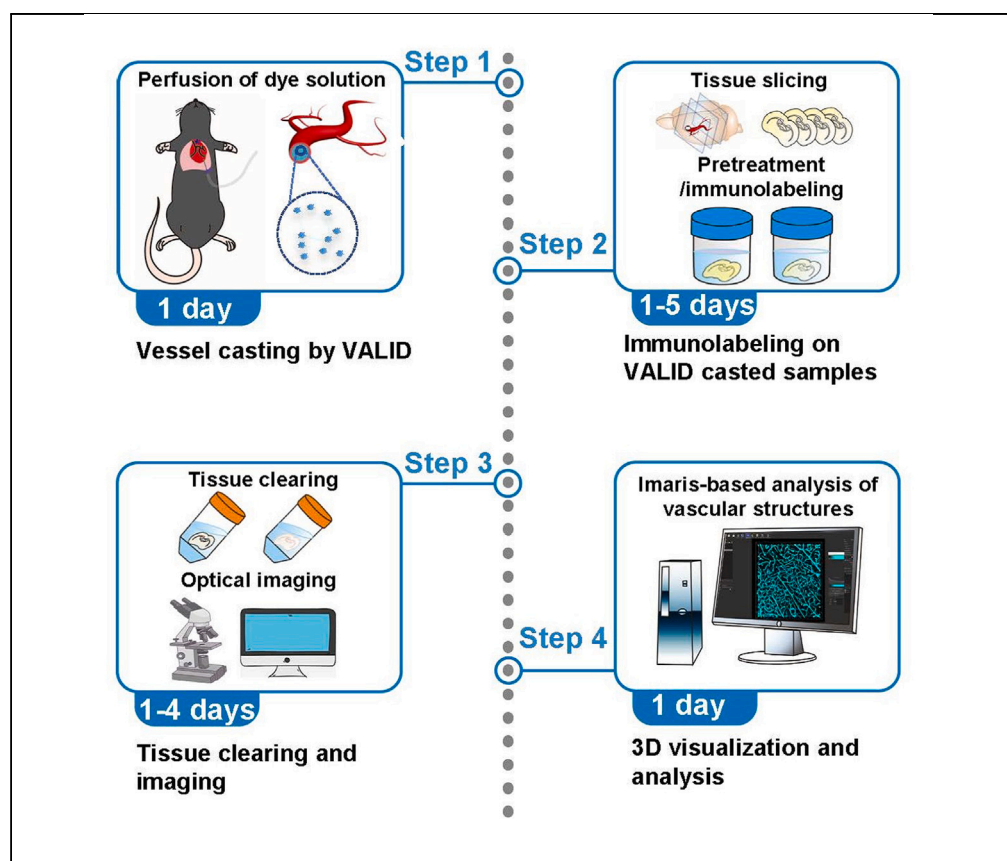 Step 1
Perfusion of dye solution
1 day
Vessel casting by VALID
Step 2
Tissue slicing
Pretreatment
/immunolabeling
1-5 days
Immunolabeling on
VALID casted samples
Step 3
Tissue clearing
Optical imaging
1-4 days
Tissue clearing and
imaging
Step 4
Imaris-based analysis of
vascular structures
1 day
3D visualization and
analysis